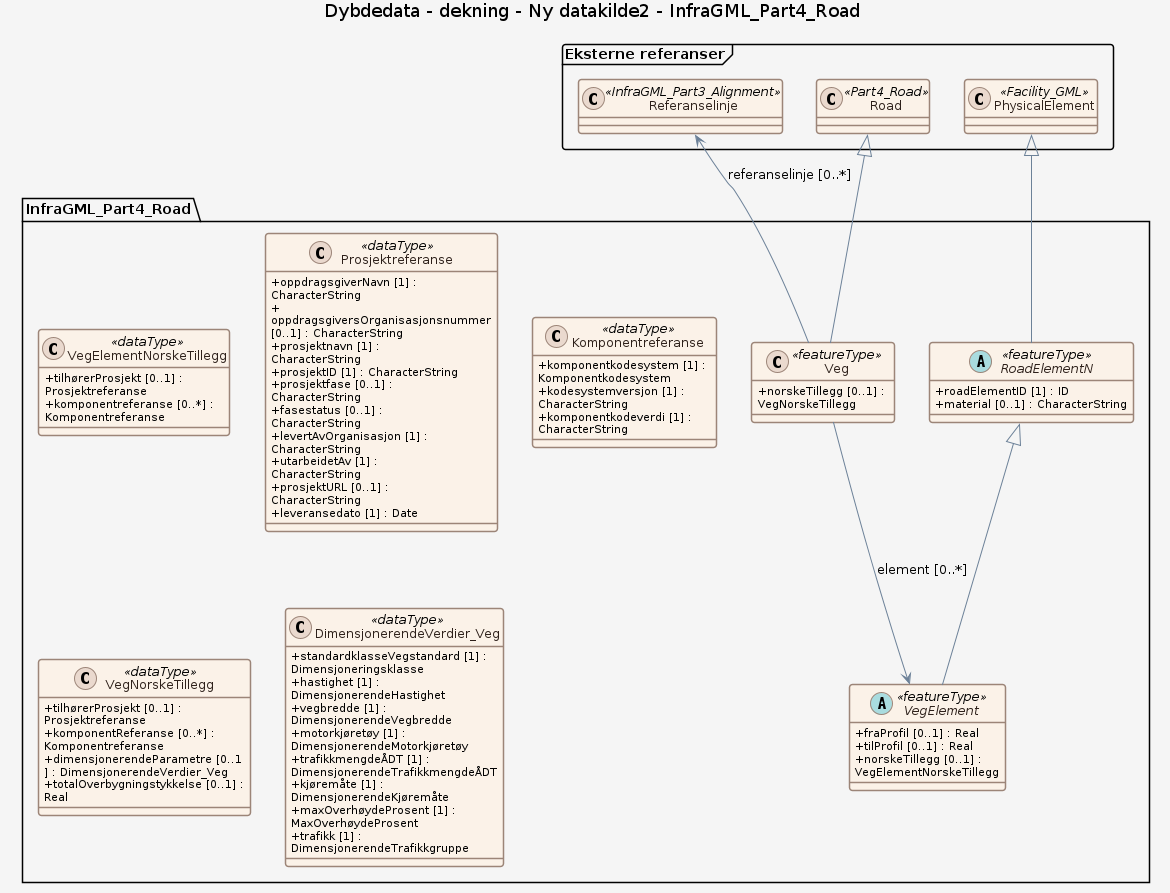 Dybdedata - dekning - Ny datakilde2 - InfraGML_Part4_Road
Eksterne referanser
C «InfraGML_Part3_Alignment»
Referanselinje
C «Part4_Road»
Road
C «Facility_GML»
PhysicalElement
referanselinje [0..*]
InfraGML_Part4_Road
C «dataType»
VegElementNorskeTillegg
+tilhørerProsjekt [0..1] :
Prosjektreferanse
+komponentreferanse [0..*] :
Komponentreferanse
C «dataType»
Prosjektreferanse
+oppdragsgiverNavn [1] :
CharacterString
+
oppdragsgiversOrganisasjonsnummer
[0..1] : CharacterString
+prosjektnavn [1] :
CharacterString
+prosjektID [1] : CharacterString
+prosjektfase [0..1] :
CharacterString
+fasestatus [0..1] :
CharacterString
+levertAvOrganisasjon [1] :
CharacterString
+utarbeidetAv [1] :
CharacterString
+prosjektURL [0..1] :
CharacterString
+leveransedato [1] : Date
C «dataType»
Komponentreferanse
+komponentkodesystem [1] :
Komponentkodesystem
+kodesystemversjon [1] :
CharacterString
+komponentkodeverdi [1] :
CharacterString
C «featureType»
Veg
+norskeTillegg [0..1] :
VegNorskeTillegg
A «featureType»
RoadElementN
+roadElementID [1] : ID
+material [0..1] : CharacterString
element [0..*]
C «dataType»
VegNorskeTillegg
+tilhørerProsjekt [0..1] :
Prosjektreferanse
+komponentReferanse [0..*] :
Komponentreferanse
+dimensjonerendeParametre [0..1
] : DimensjonerendeVerdier_Veg
+totalOverbygningstykkelse [0..1] :
Real
C «dataType»
DimensjonerendeVerdier_Veg
+standardklasseVegstandard [1] :
Dimensjoneringsklasse
+hastighet [1] :
DimensjonerendeHastighet
+vegbredde [1] :
DimensjonerendeVegbredde
+motorkjøretøy [1] :
DimensjonerendeMotorkjøretøy
+trafikkmengdeÅDT [1] :
DimensjonerendeTrafikkmengdeÅDT
+kjøremåte [1] :
DimensjonerendeKjøremåte
+maxOverhøydeProsent [1] :
MaxOverhøydeProsent
+trafikk [1] :
DimensjonerendeTrafikkgruppe
A «featureType»
VegElement
+fraProfil [0..1] : Real
+tilProfil [0..1] : Real
+norskeTillegg [0..1] :
VegElementNorskeTillegg